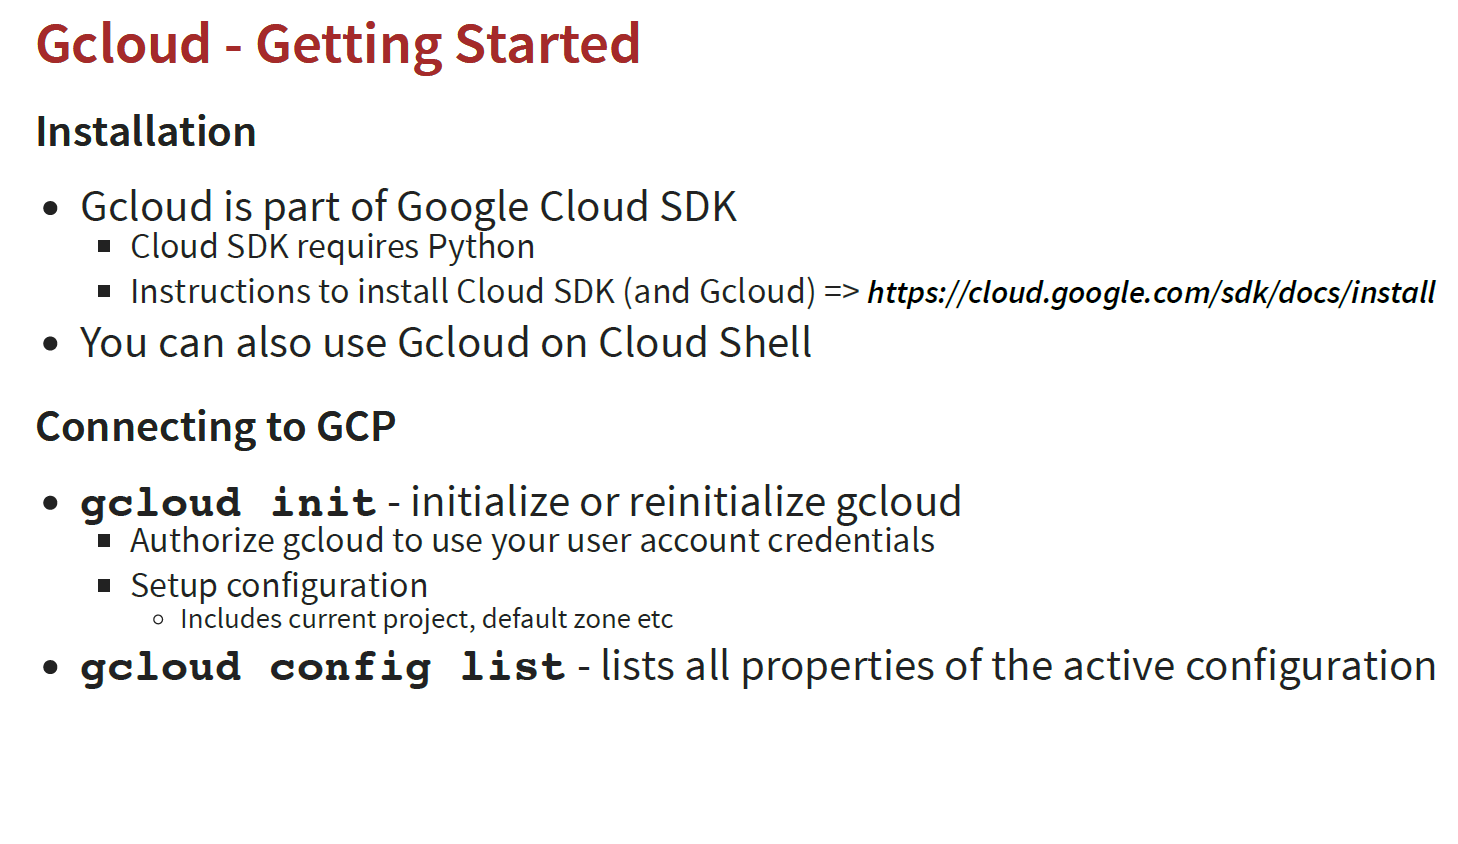 Gcloud - Getting Started
Installation
Gcloud is part of Google Cloud SDK
Cloud SDK requires Python
Instructions to install Cloud SDK (and Gcloud) => https://cloud.google.com/sdk/docs/install
You can also use Gcloud on Cloud Shell
Connecting to GCP
gcloud init - initialize or reinitialize gcloud
Authorize gcloud to use your user account credentials
Setup configuration
Includes current project, default zone etc
gcloud config list - lists all properties of the active configuration